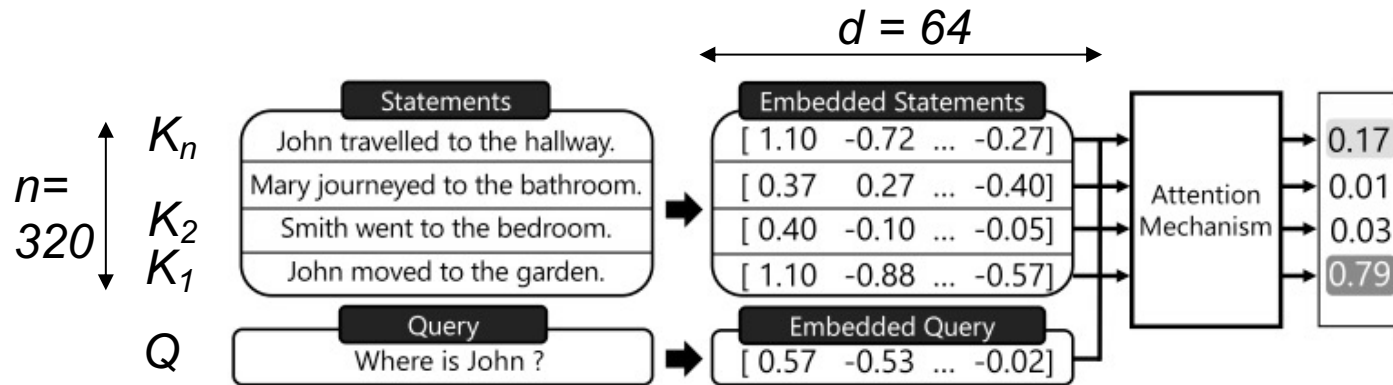 d = 64
Statements
Embedded Statements
K_n
John travelled to the hallway.
[ 1.10 -0.72 ... -0.27]
0.17
n=
320
Mary journeyed to the bathroom.
[ 0.37 0.27 ... -0.40]
Attention
Mechanism
0.01
K_2
Smith went to the bedroom.
[ 0.40 -0.10 ... -0.05]
0.03
K_1
John moved to the garden.
[ 1.10 -0.88 ... -0.57]
0.79
Query
Embedded Query
Q
Where is John ?
[ 0.57 -0.53 ... -0.02]